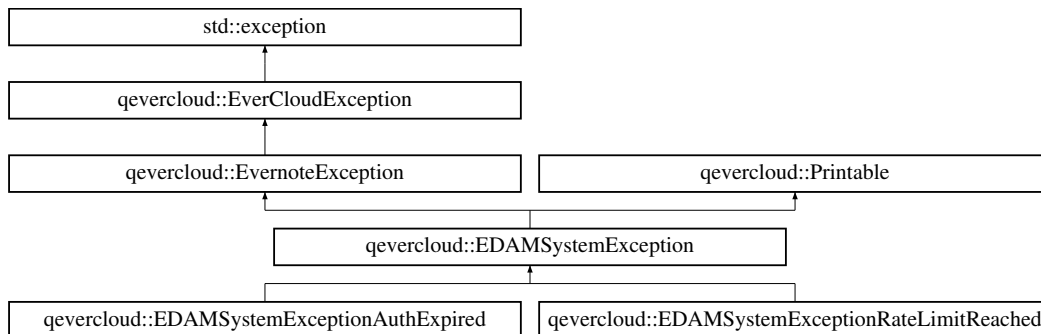 std::exception
qevercloud::EverCloudException
qevercloud::EvernoteException
qevercloud::Printable
qevercloud::EDAMSystemException
qevercloud::EDAMSystemExceptionAuthExpired
qevercloud::EDAMSystemExceptionRateLimitReached